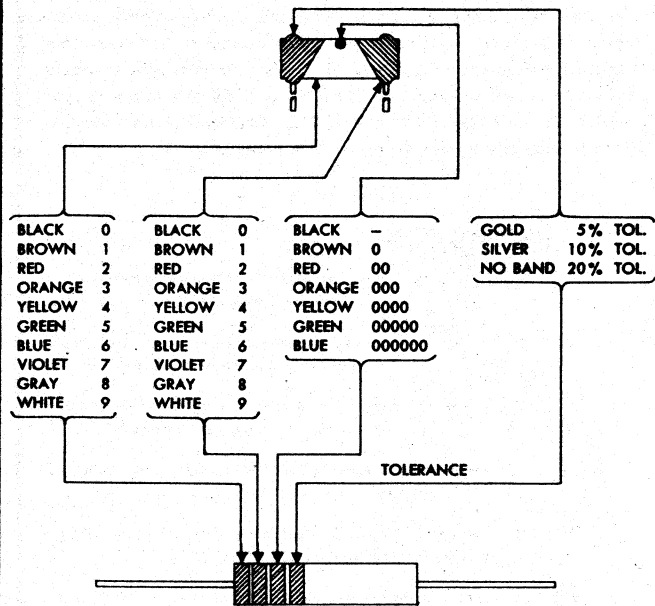 BLACK 0
BROWN 1
RED 2
ORANGE 3
YELLOW 4
GREEN 5
BLUE 6
VIOLET 7
GRAY 8
WHITE 9
BLACK 0
BROWN 1
RED 2
ORANGE 3
YELLOW 4
GREEN 5
BLUE 6
VIOLET 7
GRAY 8
WHITE 9
BLACK –
BROWN 0
RED 00
ORANGE 000
YELLOW 0000
GREEN 00000
BLUE 000000
GOLD 5% TOL.
SILVER 10% TOL.
NO BAND 20% TOL.
TOLERANCE